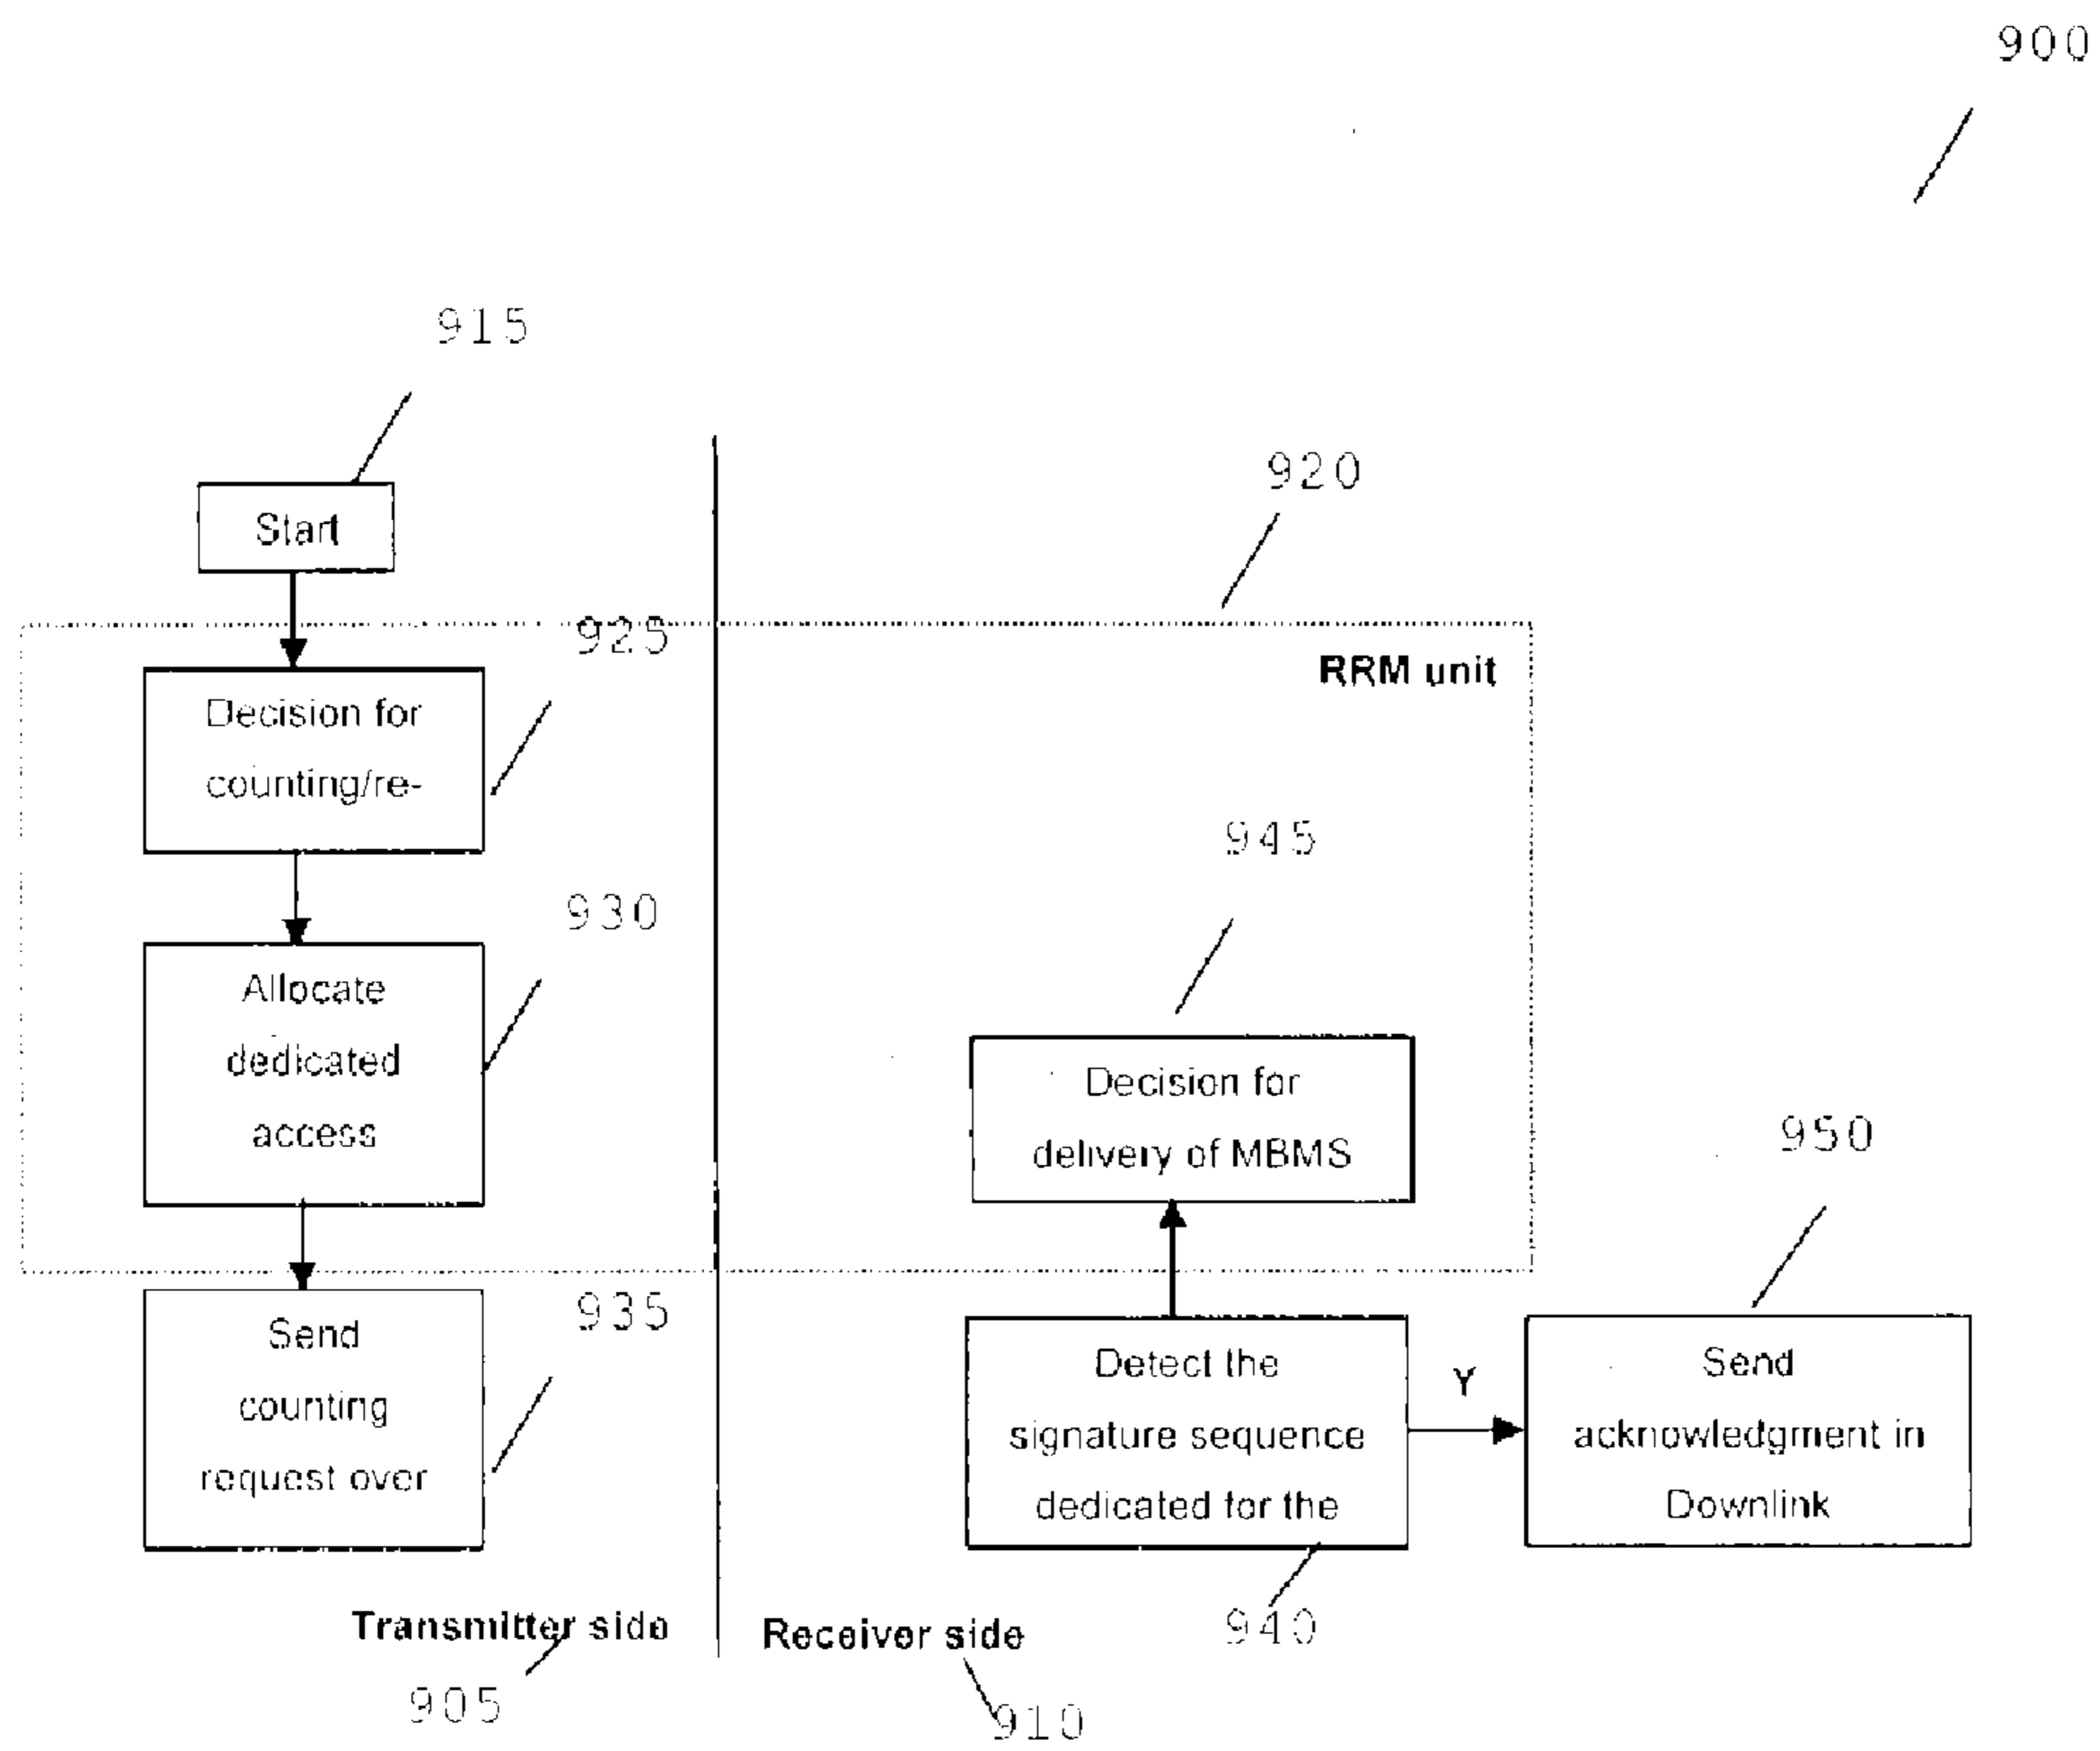 900
915
Start
920
925
RRM unit
Decision for
counting/re-
945
930
Allocate
dedicated
access
Decision for
delivery of MBMS
950
935
Send
counting
request over
Detect the
signature sequence
dedicated for the
Y
Send
acknowledgment in
Downlink
Transmitter side
Receiver side
940
905
910